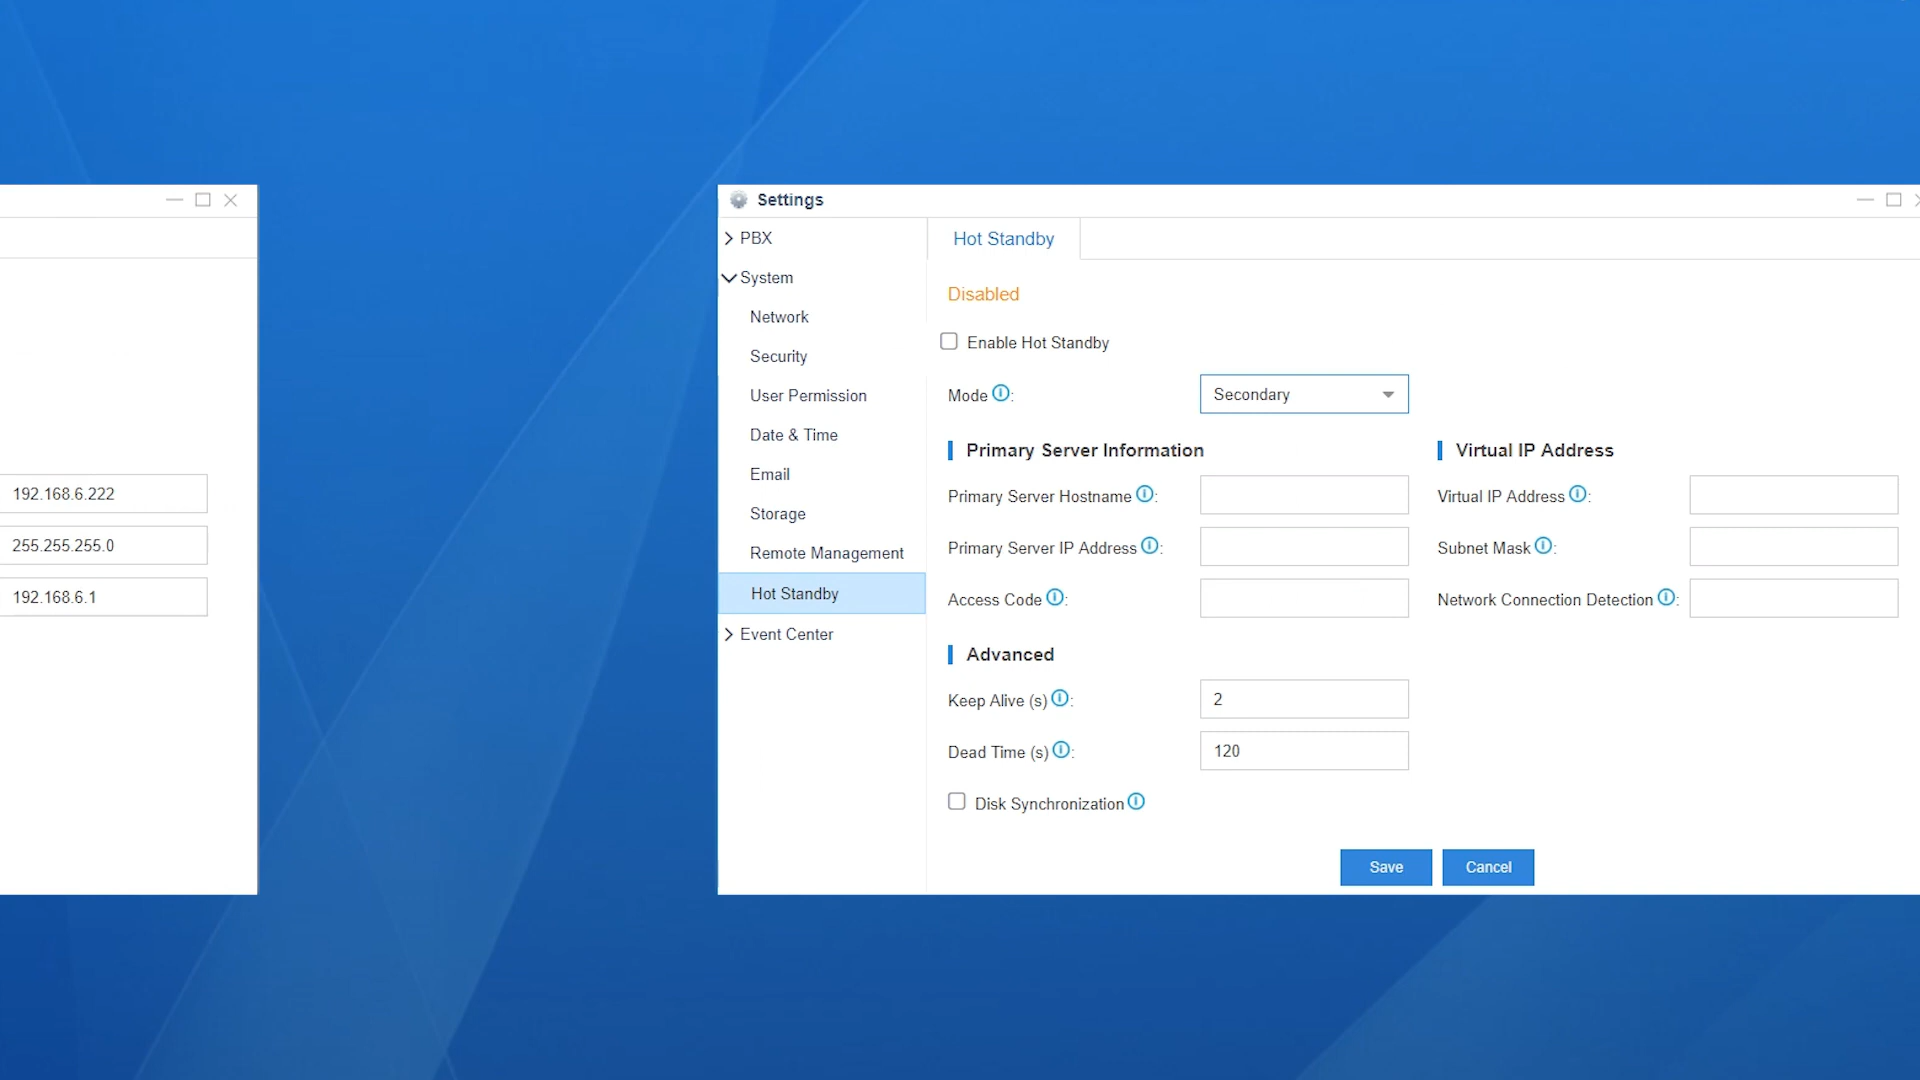 192.168.6.222
255.255.255.0
192.168.6.1
Settings
PBX
System
Network
Security
User Permission
Date & Time
Email
Storage
Remote Management
Hot Standby
Event Center
Hot Standby
Disabled
Enable Hot Standby
Mode : Secondary
Primary Server Information
Primary Server Hostname :
Primary Server IP Address :
Access Code :
Virtual IP Address
Virtual IP Address :
Subnet Mask :
Network Connection Detection :
Advanced
Keep Alive (s) : 2
Dead Time (s) : 120
Disk Synchronization
Save Cancel